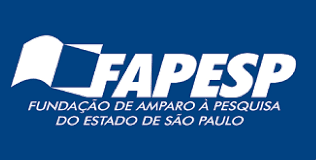 FAPESP
FUNDAÇÃO DE AMPARO À PESQUISA
DO ESTADO DE SÃO PAULO